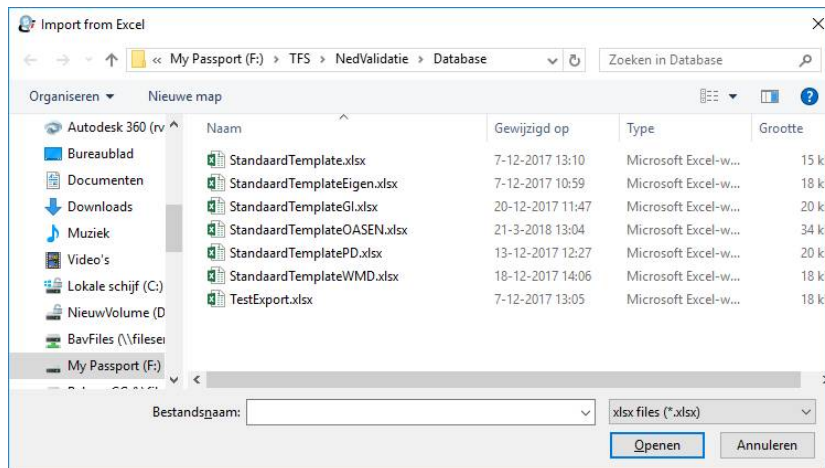 Import from Excel
« My Passport (F:) > TFS > NedValidatie > Database
Zoeken in Database
Organiseren
Nieuwe map
Autodesk 360 (rv
Bureaublad
Documenten
Downloads
Muziek
Video's
Lokale schijf (C:)
NieuwVolume (D
BavFiles (\\fileser
My Passport (F:)
Naam Gewijzigd op Type Grootte
StandaardTemplate.xlsx 7-12-2017 13:10 Microsoft Excel-w... 15 k
StandaardTemplateEigen.xlsx 7-12-2017 10:59 Microsoft Excel-w... 18 k
StandaardTemplateGI.xlsx 20-12-2017 11:47 Microsoft Excel-w... 20 k
StandaardTemplateOASEN.xlsx 21-3-2018 13:04 Microsoft Excel-w... 34 k
StandaardTemplatePD.xlsx 13-12-2017 12:27 Microsoft Excel-w... 20 k
StandaardTemplateWMD.xlsx 18-12-2017 14:06 Microsoft Excel-w... 18 k
TestExport.xlsx 7-12-2017 13:05 Microsoft Excel-w... 18 k
Bestandsnaam:
xlsx files (*.xlsx)
Openen
Annuleren